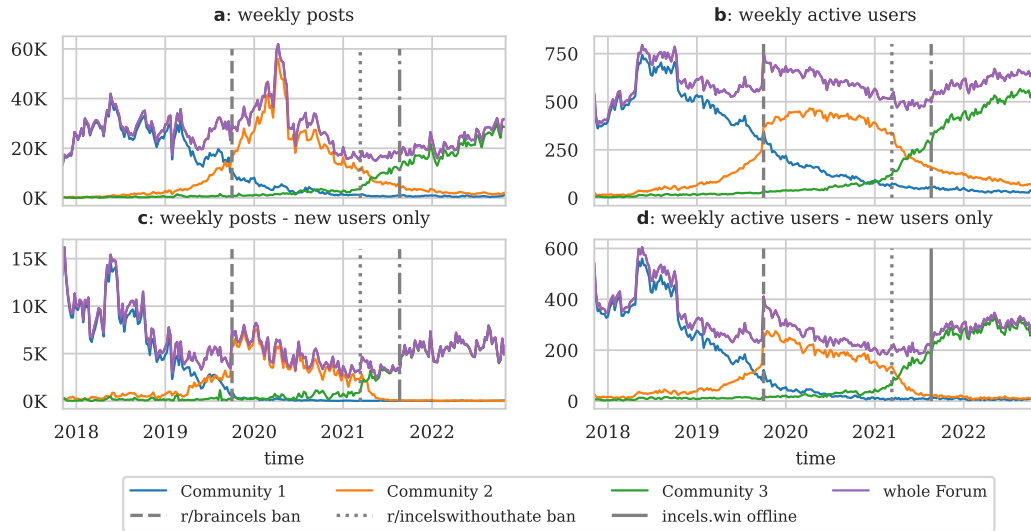 a: weekly posts
b: weekly active users
60K
40K
20K
0K
750
500
250
0
c: weekly posts - new users only
d: weekly active users - new users only
15K
10K
5K
0K
600
400
200
0
2018 2019 2020 2021 2022
2018 2019 2020 2021 2022
time
time
Community 1 Community 2 Community 3 whole Forum
r/braincels ban r/incelswithouthate ban incels.win offline